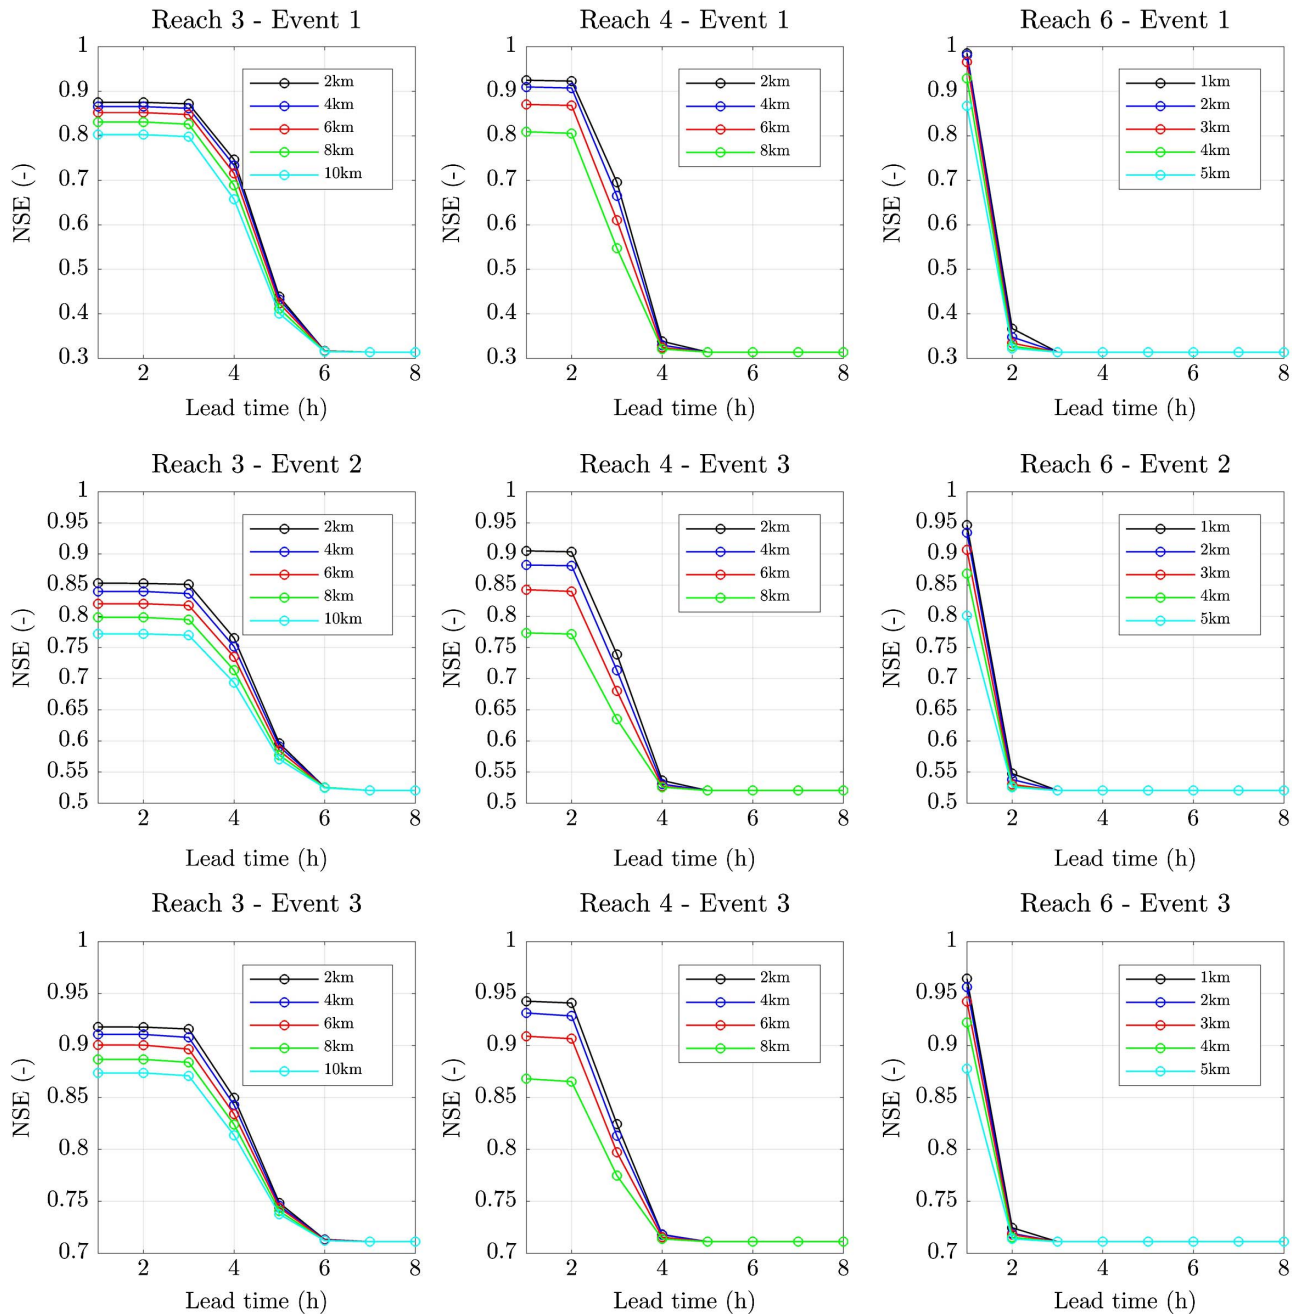 Reach 3 - Event 1
NSE (-)
1
0.9
0.8
0.7
0.6
0.5
0.4
0.3
2km
4km
6km
8km
10km
2 4 6 8
Lead time (h)
Reach 4 - Event 1
NSE (-)
1
0.9
0.8
0.7
0.6
0.5
0.4
0.3
2km
4km
6km
8km
2 4 6 8
Lead time (h)
Reach 6 - Event 1
NSE (-)
1
0.9
0.8
0.7
0.6
0.5
0.4
0.3
1km
2km
3km
4km
5km
2 4 6 8
Lead time (h)
Reach 3 - Event 2
NSE (-)
1
0.95
0.9
0.85
0.8
0.75
0.7
0.65
0.6
0.55
0.5
2km
4km
6km
8km
10km
2 4 6 8
Lead time (h)
Reach 4 - Event 3
NSE (-)
1
0.95
0.9
0.85
0.8
0.75
0.7
0.65
0.6
0.55
0.5
2km
4km
6km
8km
2 4 6 8
Lead time (h)
Reach 6 - Event 2
NSE (-)
1
0.95
0.9
0.85
0.8
0.75
0.7
0.65
0.6
0.55
0.5
1km
2km
3km
4km
5km
2 4 6 8
Lead time (h)
Reach 3 - Event 3
NSE (-)
1
0.95
0.9
0.85
0.8
0.75
0.7
2km
4km
6km
8km
10km
2 4 6 8
Lead time (h)
Reach 4 - Event 3
NSE (-)
1
0.95
0.9
0.85
0.8
0.75
0.7
2km
4km
6km
8km
2 4 6 8
Lead time (h)
Reach 6 - Event 3
NSE (-)
1
0.95
0.9
0.85
0.8
0.75
0.7
1km
2km
3km
4km
5km
2 4 6 8
Lead time (h)